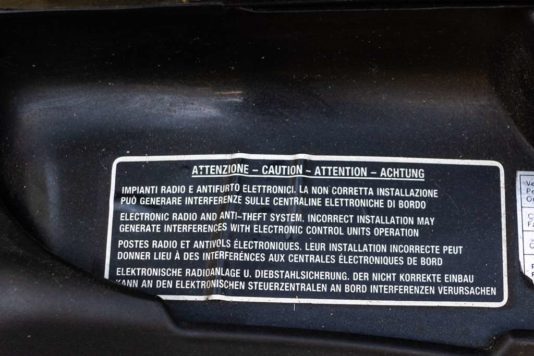 ATTENZIONE – CAUTION – ATTENTION – ACHTUNG
IMPIANTI RADIO E ANTIFURTO ELETTRONICI. LA NON CORRETTA INSTALLAZIONE
PUÒ GENERARE INTERFERENZE SULLE CENTRALINE ELETTRONICHE DI BORDO
ELECTRONIC RADIO AND ANTI–THEFT SYSTEM. INCORRECT INSTALLATION MAY
GENERATE INTERFERENCES WITH ELECTRONIC CONTROL UNITS OPERATION
POSTES RADIO ET ANTIVOLS ÉLECTRONIQUES. LEUR INSTALLATION INCORRECTE PEUT
DONNER LIEU À DES INTERFÉRENCES AUX CENTRALES ÉLECTRONIQUES DE BORD
ELEKTRONISCHE RADIOANLAGE U. DIEBSTAHLSICHERUNG. DER NICHT KORREKTE EINBAU
KANN AN DEN ELEKTRONISCHEN STEUERZENTRALEN AN BORD INTERFERENZEN VERURSACHEN